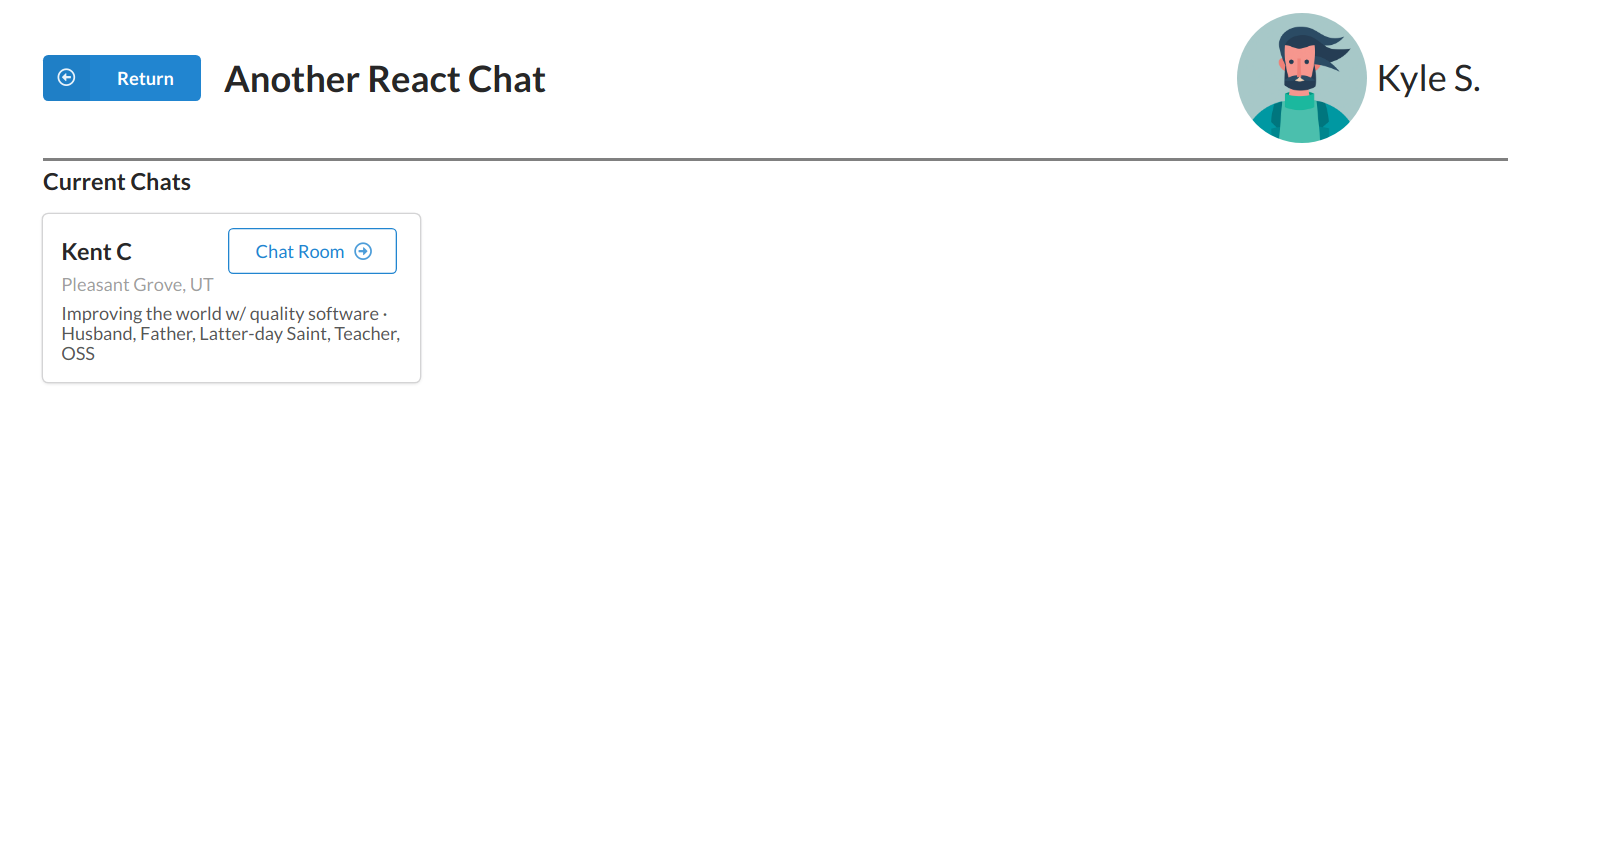 Return
Another React Chat
Kyle S.
Current Chats
Kent C
Chat Room
Pleasant Grove, UT
Improving the world w/ quality software ·
Husband, Father, Latter-day Saint, Teacher,
OSS